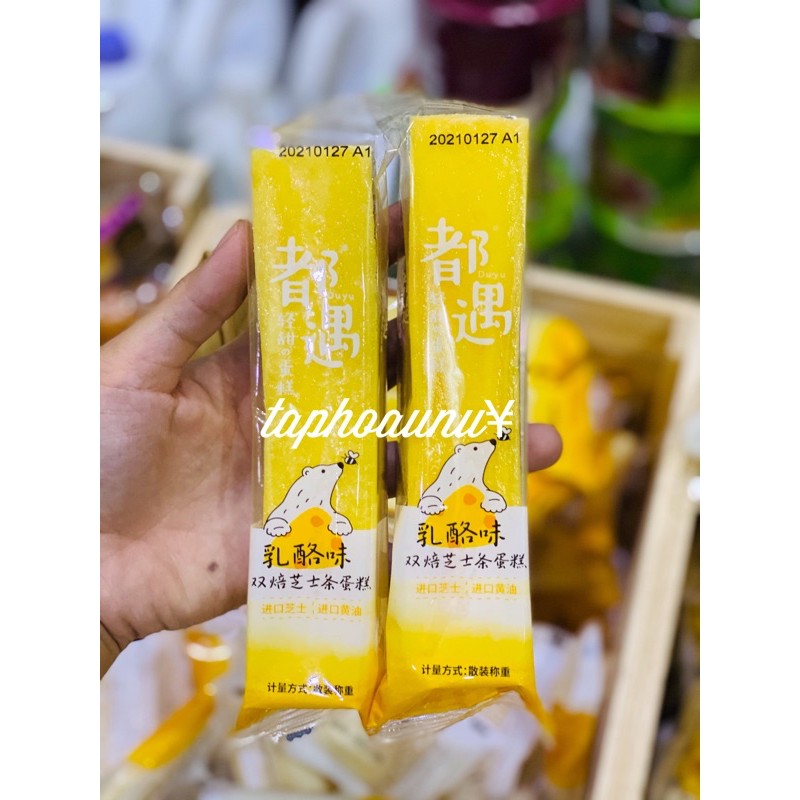 20210127 A1
都遇
Duyu
轻甜の蛋糕
乳酪味
双焙芝士条蛋糕
进口芝士 进口黄油
计量方式:散装称重
20210127 A1
都遇
Duyu
乳酪味
双焙芝士条蛋糕
进口芝士 进口黄油
计量方式:散装称重
taphoaunu¥